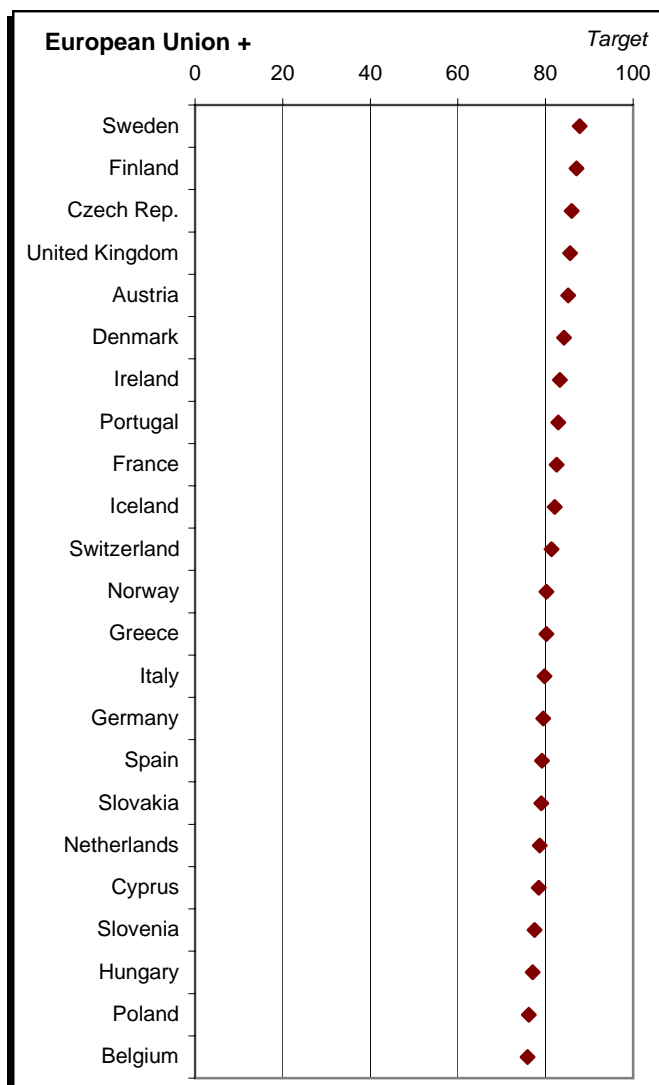 European Union +
Target
0 20 40 60 80 100
Sweden
Finland
Czech Rep.
United Kingdom
Austria
Denmark
Ireland
Portugal
France
Iceland
Switzerland
Norway
Greece
Italy
Germany
Spain
Slovakia
Netherlands
Cyprus
Slovenia
Hungary
Poland
Belgium